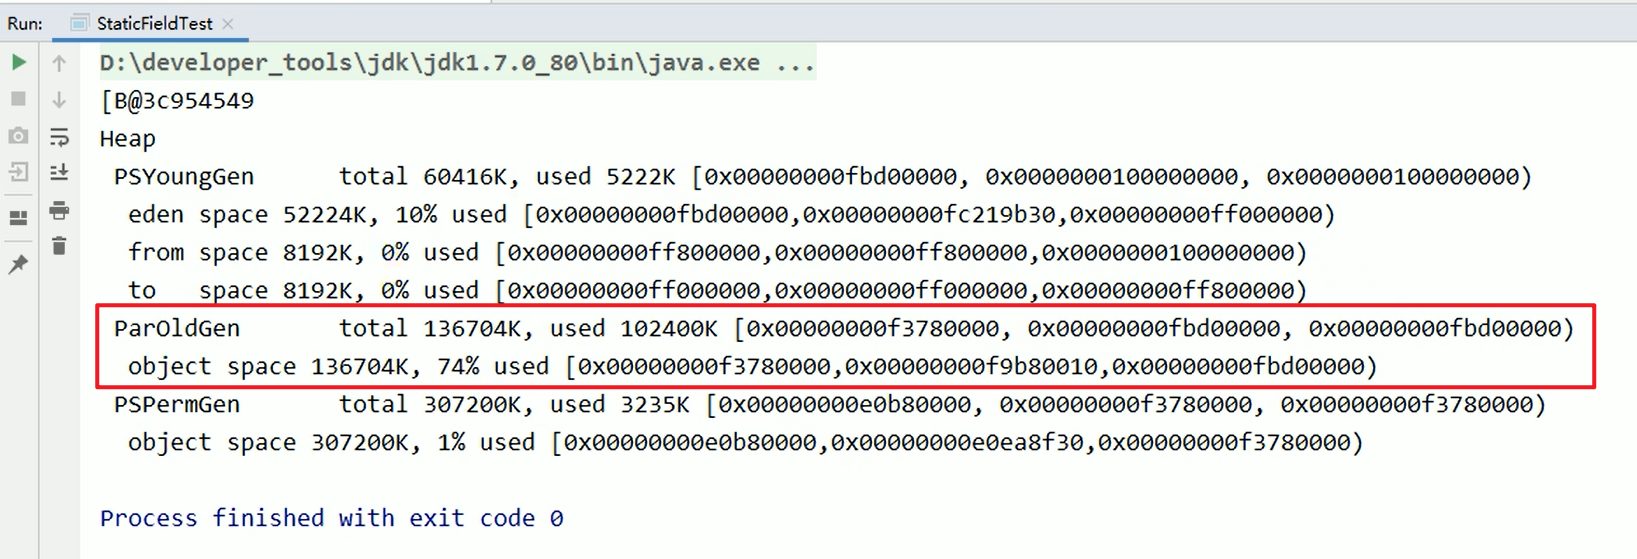 Run: StaticFieldTest ×
D:\developer_tools\jdk\jdk1.7.0_80\bin\java.exe ...
[B@3c954549
Heap
PSYoungGen      total 60416K, used 5222K [0x00000000fbd00000, 0x0000000100000000, 0x0000000100000000)
eden space 52224K, 10% used [0x00000000fbd00000,0x00000000fc219b30,0x00000000ff000000)
from space 8192K, 0% used [0x00000000ff800000,0x00000000ff800000,0x0000000100000000)
to   space 8192K, 0% used [0x00000000ff000000,0x00000000ff000000,0x00000000ff800000)
ParOldGen       total 136704K, used 102400K [0x00000000f3780000, 0x00000000fbd00000, 0x00000000fbd00000)
object space 136704K, 74% used [0x00000000f3780000,0x00000000f9b80010,0x00000000fbd00000)
PSPermGen       total 307200K, used 3235K [0x00000000e0b80000, 0x00000000f3780000, 0x00000000f3780000)
object space 307200K, 1% used [0x00000000e0b80000,0x00000000e0ea8f30,0x00000000f3780000)
Process finished with exit code 0